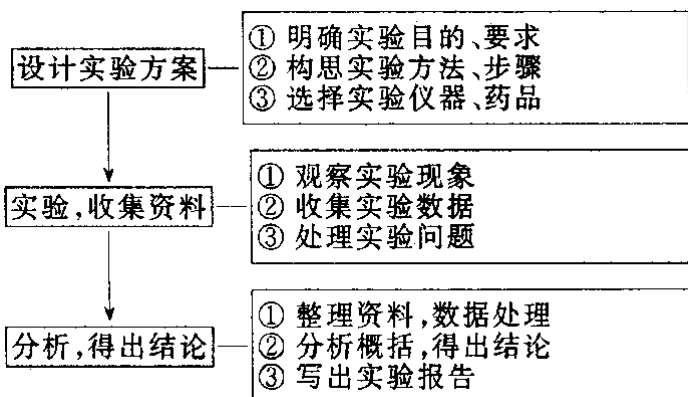 设计实验方案
① 明确实验目的、要求
② 构思实验方法、步骤
③ 选择实验仪器、药品
实验,收集资料
① 观察实验现象
② 收集实验数据
③ 处理实验问题
分析,得出结论
① 整理资料,数据处理
② 分析概括,得出结论
③ 写出实验报告